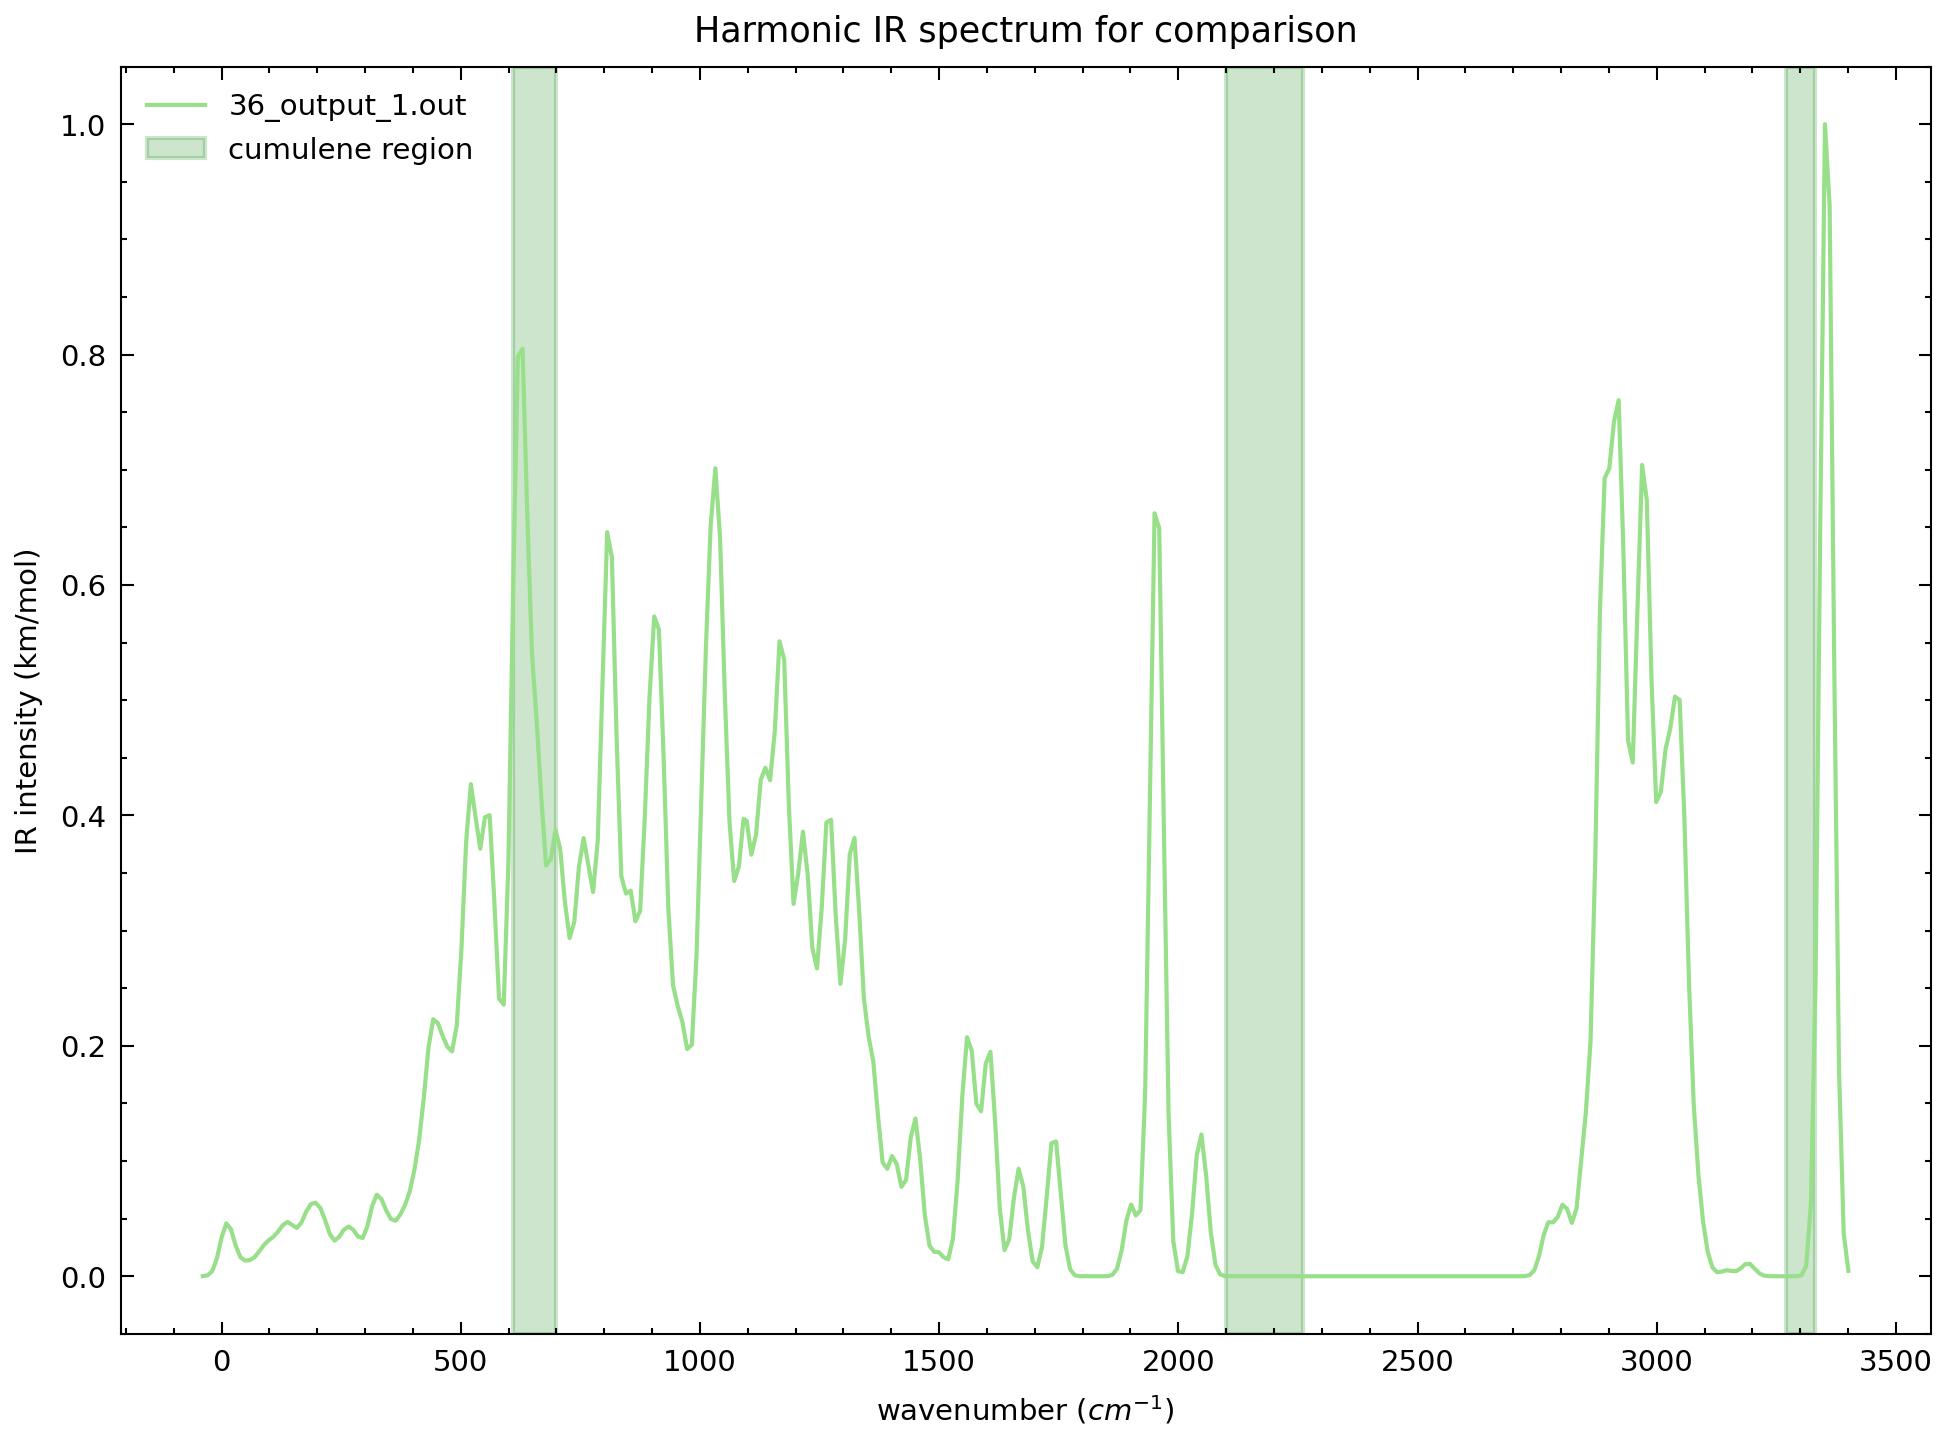 Harmonic IR spectrum for comparison
36_output_1.out
cumulene region
IR intensity (km/mol)
1.0
0.8
0.6
0.4
0.2
0.0
0 500 1000 1500 2000 2500 3000 3500
wavenumber (cm⁻¹)